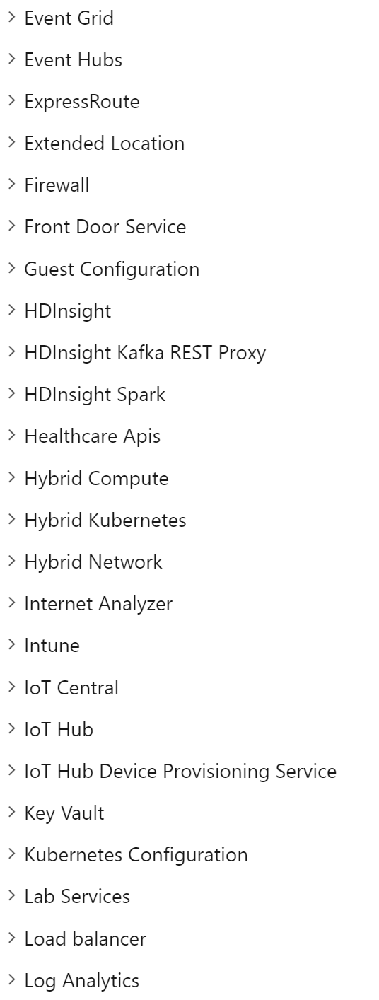 Event Grid
Event Hubs
ExpressRoute
Extended Location
Firewall
Front Door Service
Guest Configuration
HDInsight
HDInsight Kafka REST Proxy
HDInsight Spark
Healthcare Apis
Hybrid Compute
Hybrid Kubernetes
Hybrid Network
Internet Analyzer
Intune
IoT Central
IoT Hub
IoT Hub Device Provisioning Service
Key Vault
Kubernetes Configuration
Lab Services
Load balancer
Log Analytics